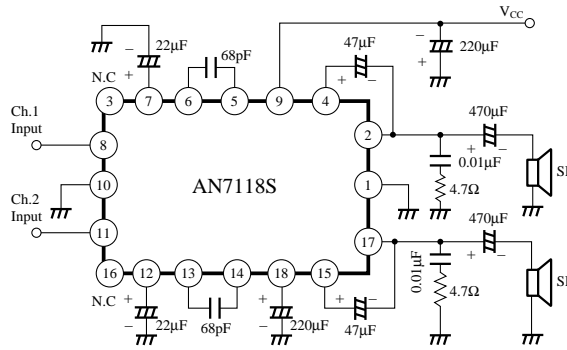 VCC
− 22μF
+
68pF
47μF
+ −
− 220μF
+
N.C
3 7 6 5 9 4
Ch.1
Input
8
2
470μF
+ −
0.01μF
4.7Ω
SP
Ch.2
Input
10
AN7118S
1
11
17
470μF
+ −
0.01μF
4.7Ω
16 12 13 14 18 15
N.C
+ 22μF
−
68pF
+ 220μF
−
+ −
47μF